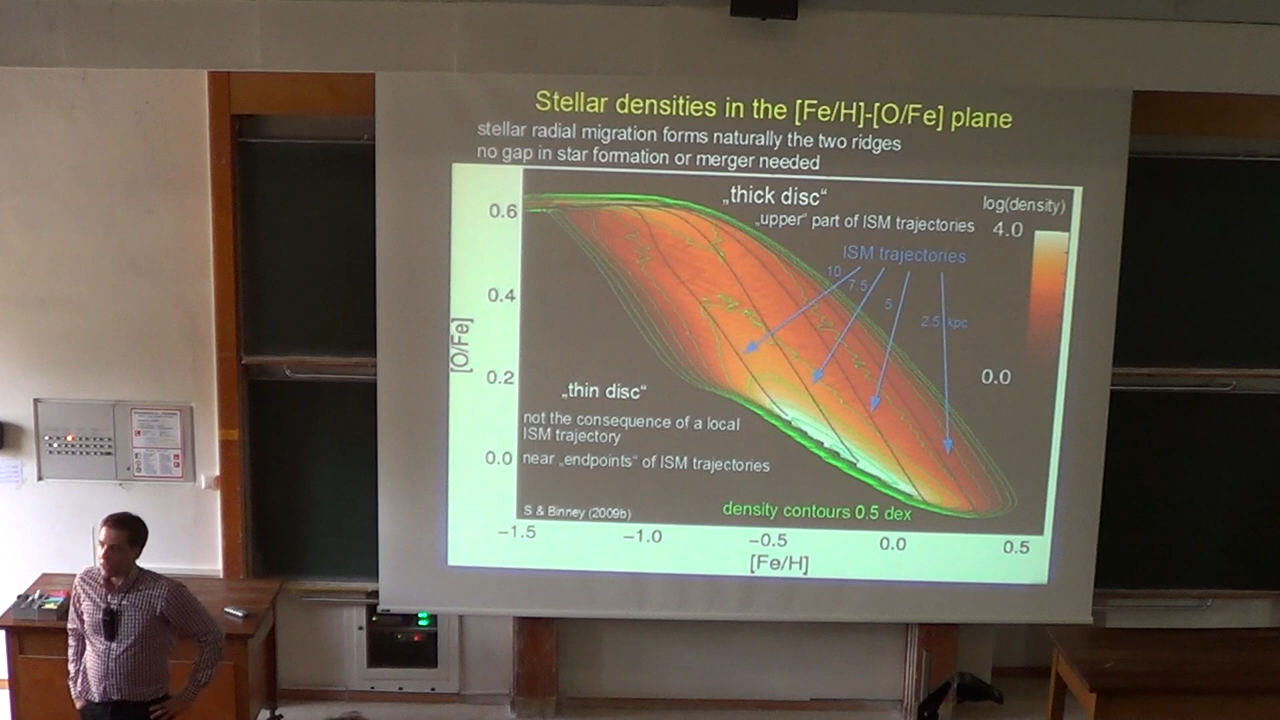 Stellar densities in the [Fe/H]-[O/Fe] plane
stellar radial migration forms naturally the two ridges
no gap in star formation or merger needed
„thick disc“
„upper“ part of ISM trajectories
log(density)
4.0
0.0
ISM trajectories
10
7.5
5
2.5 kpc
0.6
0.4
0.2
0.0
[O/Fe]
„thin disc“
not the consequence of a local
ISM trajectory
near „endpoints“ of ISM trajectories
S & Binney (2009b)
density contours 0.5 dex
−1.5
−1.0
−0.5
0.0
0.5
[Fe/H]